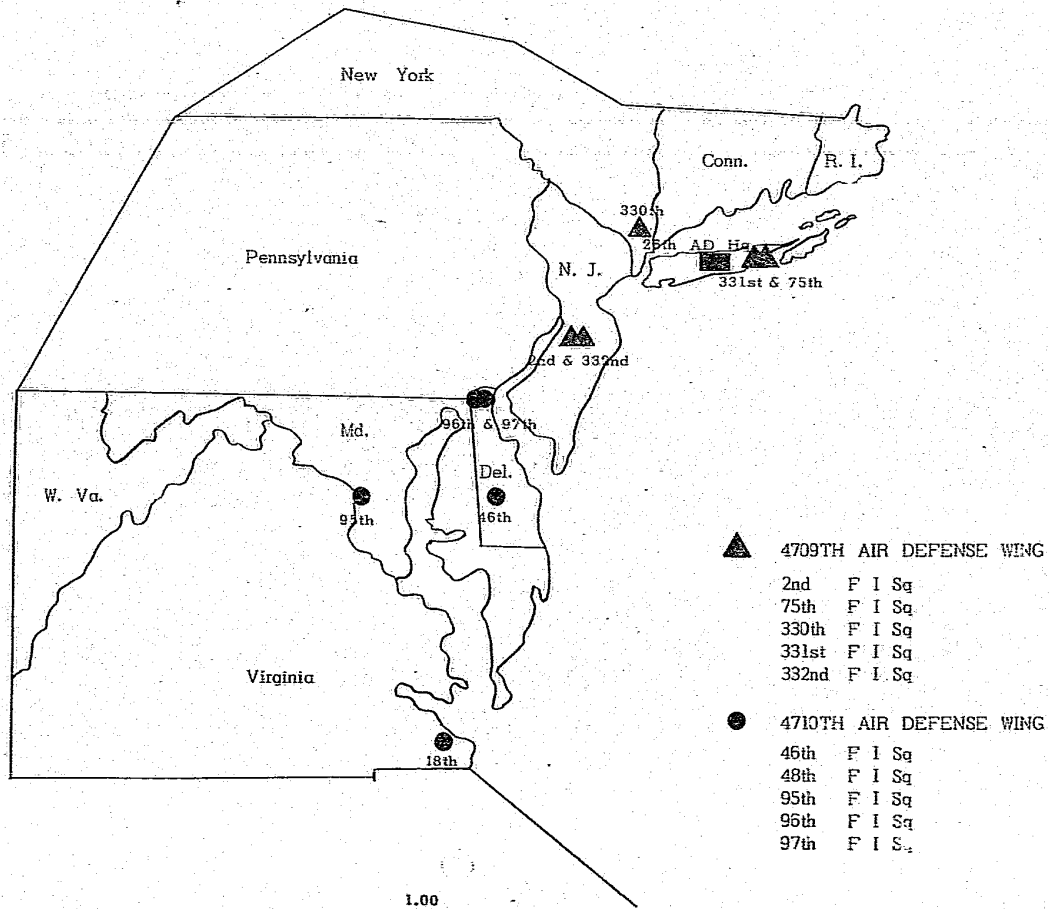 New York
Conn.
R. I.
330th
26th AD Hq
Pennsylvania
N. J.
331st & 75th
2nd & 332nd
96th & 97th
Md.
Del.
W. Va.
95th
46th
4709TH AIR DEFENSE WING
2nd F I Sq
75th F I Sq
330th F I Sq
331st F I Sq
332nd F I Sq
Virginia
4710TH AIR DEFENSE WING
18th
46th F I Sq
48th F I Sq
95th F I Sq
96th F I Sq
97th F I
1.00